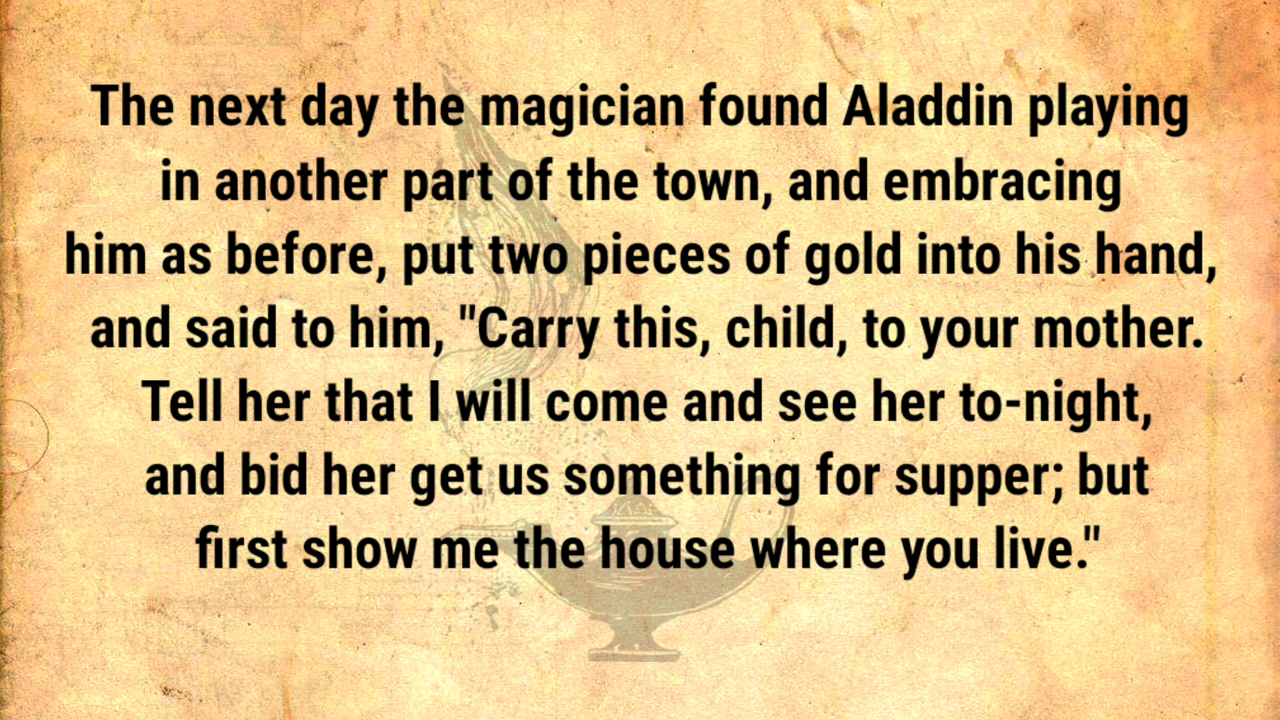 The next day the magician found Aladdin playing
in another part of the town, and embracing
him as before, put two pieces of gold into his hand,
and said to him, "Carry this, child, to your mother.
Tell her that I will come and see her to-night,
and bid her get us something for supper; but
first show me the house where you live."